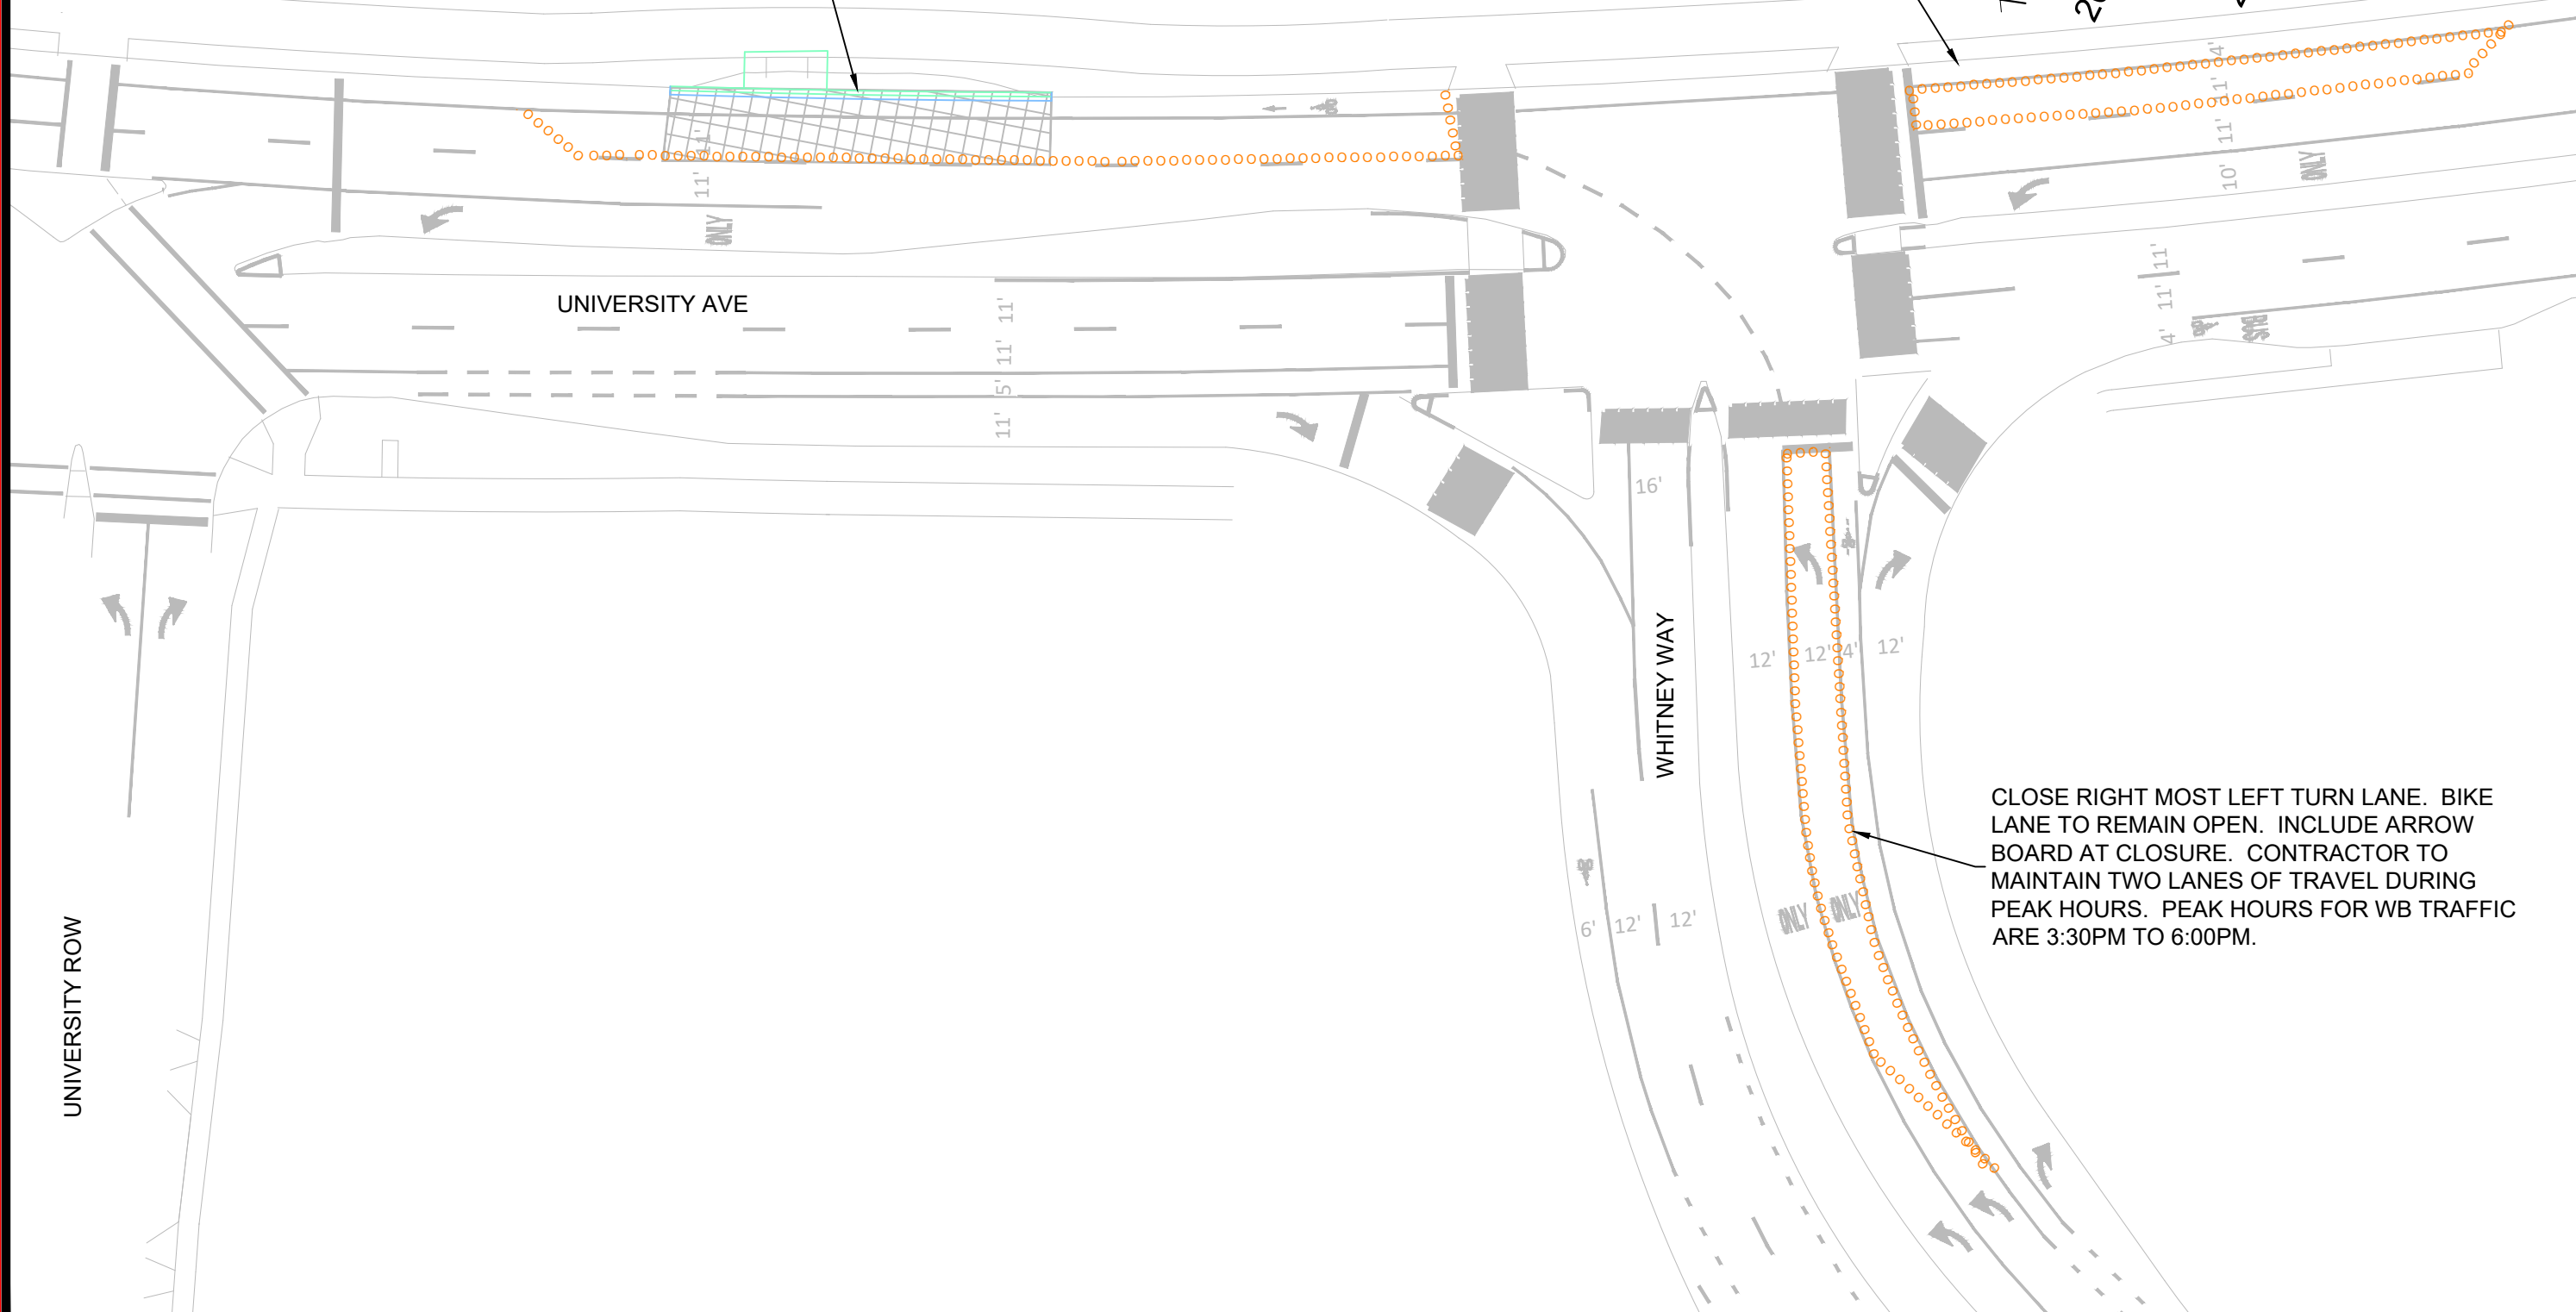 4'
11'
11'
10'
ONLY
11'
11'
ONLY
UNIVERSITY AVE
11'
11'
5'
11'
11'
11'
4'
BUS
16'
12'
12'
4'
12'
WHITNEY WAY
ONLY
ONLY
6'
12'
12'
CLOSE RIGHT MOST LEFT TURN LANE. BIKE
LANE TO REMAIN OPEN. INCLUDE ARROW
BOARD AT CLOSURE. CONTRACTOR TO
MAINTAIN TWO LANES OF TRAVEL DURING
PEAK HOURS. PEAK HOURS FOR WB TRAFFIC
ARE 3:30PM TO 6:00PM.
UNIVERSITY ROW